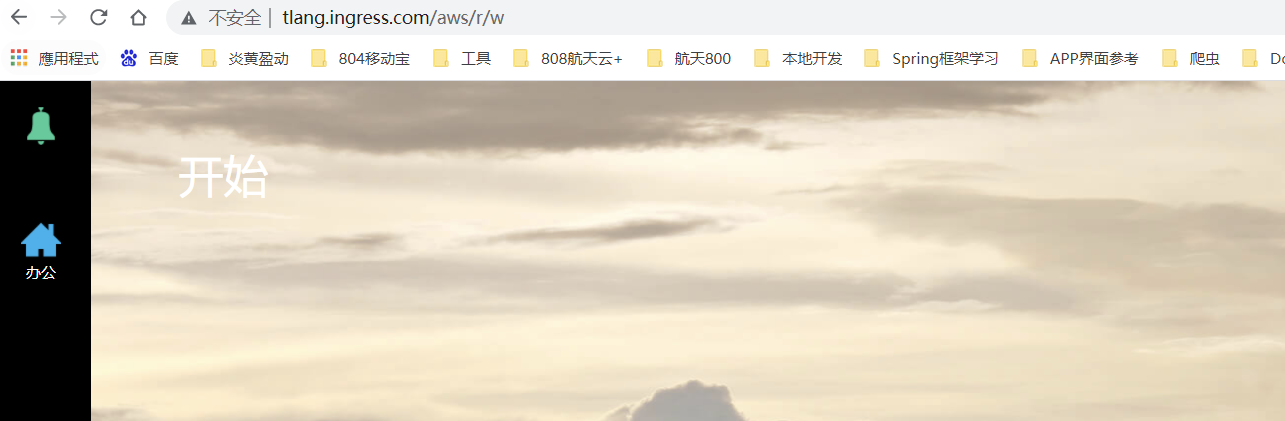 不安全 | tlang.ingress.com/aws/r/w
應用程式 百度 炎黄盈动 804移动宝 工具 808航天云+ 航天800 本地开发 Spring框架学习 APP界面参考 爬虫 Do
开始
办公